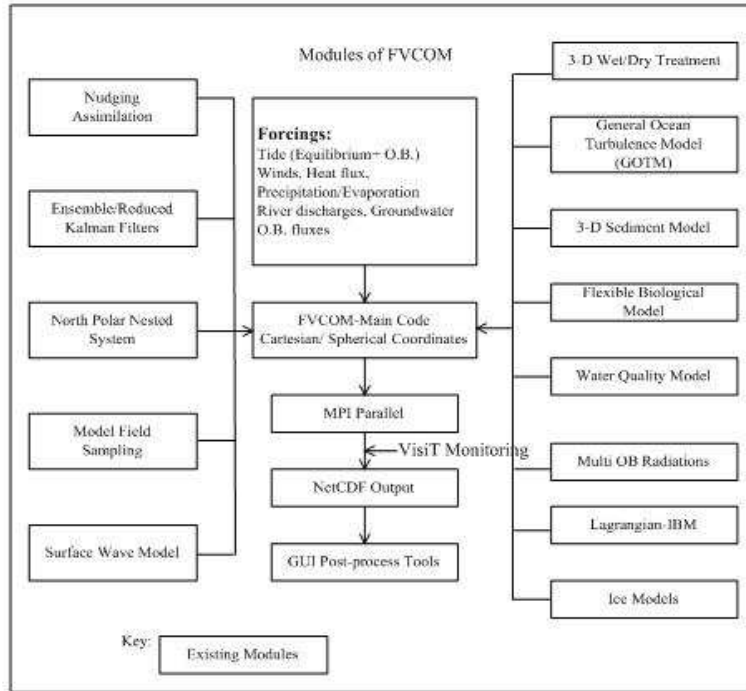 Modules of FVCOM
Nudging
Assimilation
Ensemble/Reduced
Kalman Filters
North Polar Nested
System
Model Field
Sampling
Surface Wave Model
Forcings:
Tide (Equilibrium+ O.B.)
Winds, Heat flux,
Precipitation/Evaporation
River discharges, Groundwater
O.B. fluxes
FVCOM-Main Code
Cartesian/ Spherical Coordinates
MPI Parallel
VisiT Monitoring
NetCDF Output
GUI Post-process Tools
3-D Wet/Dry Treatment
General Ocean
Turbulence Model
(GOTM)
3-D Sediment Model
Flexible Biological
Model
Water Quality Model
Multi OB Radiations
Lagrangian-IBM
Ice Models
Key:
Existing Modules